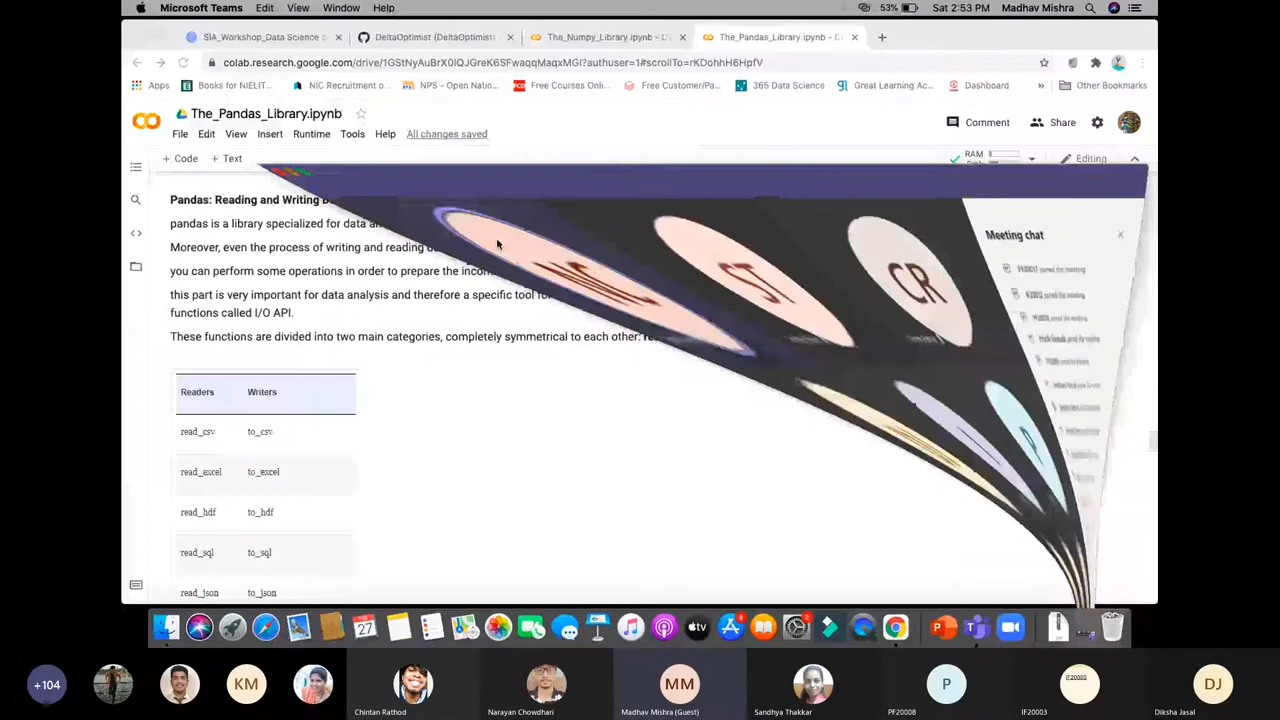 Microsoft Teams Edit View Window Help 53% Sat 2:53 PM Madhav Mishra
SIA_Workshop_Data Science b DeltaOptimist (DeltaOptimist The_Numpy_Library.ipynb - The_Pandas_Library.ipynb -
colab.research.google.com/drive/
Apps Books for NIELIT... NIC Recruitment o... NPS - Open Natio... Free Courses Onl... Free Customer/Pa... 365 Data Science Great Learning Ac... Dashboard » Other Bookmarks
The_Pandas_Library.ipynb
Comment Share
File Edit View Insert Runtime Tools Help All changes saved
+ Code + Text RAM Editing
Pandas: Reading and Writing
pandas is a library specialized for data
Moreover, even the process of writing and reading
you can perform some operations in order to prepare the
this part is very important for data analysis and therefore a specific tool
functions called I/O API.
These functions are divided into two main categories, completely symmetrical to each other:
Readers Writers
read_csv to_csv
read_excel to_excel
read_hdf to_hdf
read_sql to_sql
read_json to_json
ST CR
Meeting chat
JUL
27
+104 KM MM P IF20003 DJ
Chintan Rathod Narayan Chowdhari Madhav Mishra (Guest) Sandhya Thakkar PF20008 IF20003 Diksha Jasal